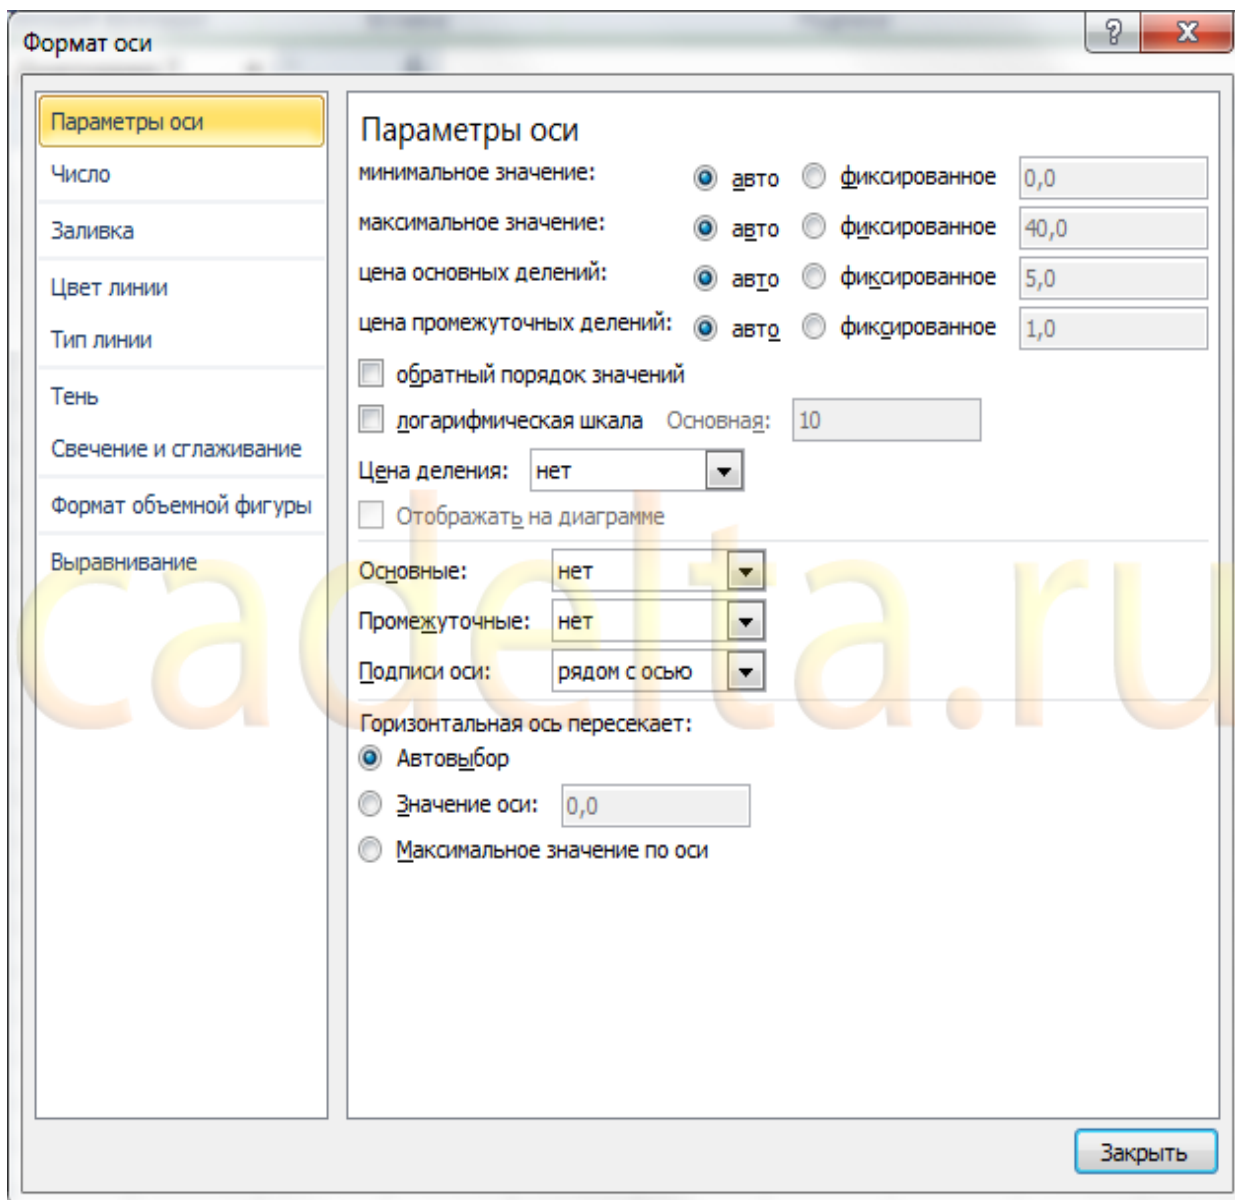 Формат оси
Параметры оси
Число
Заливка
Цвет линии
Тип линии
Тень
Свечение и сглаживание
Формат объемной фигуры
Выравнивание
Параметры оси
минимальное значение: авто фиксированное 0,0
максимальное значение: авто фиксированное 40,0
цена основных делений: авто фиксированное 5,0
цена промежуточных делений: авто фиксированное 1,0
обратный порядок значений
логарифмическая шкала Основная: 10
Цена деления: нет
Отображать на диаграмме
Основные: нет
Промежуточные: нет
Подписи оси: рядом с осью
Горизонтальная ось пересекает:
Автовыбор
Значение оси: 0,0
Максимальное значение по оси
Закрыть
cadelta.ru